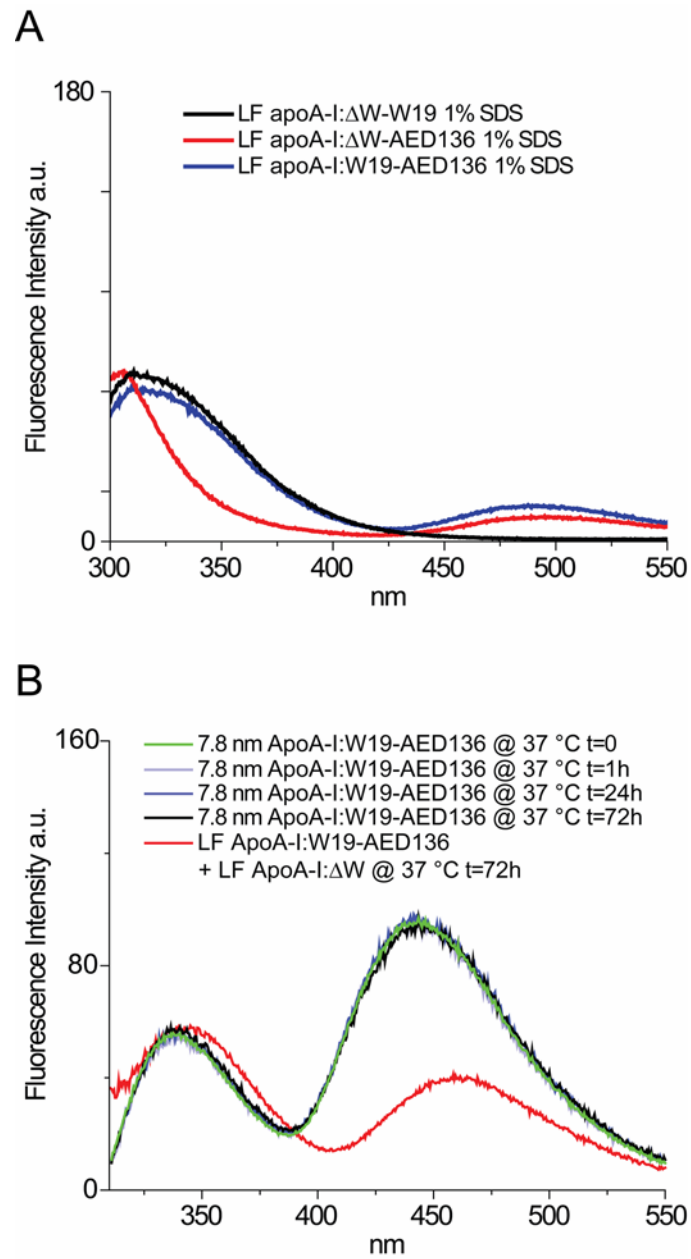 A
180
LF apoA-I:ΔW-W19 1% SDS
LF apoA-I:ΔW-AED136 1% SDS
LF apoA-I:W19-AED136 1% SDS
Fluorescence Intensity a.u.
0
300 350 400 450 500 550
nm
B
160
7.8 nm ApoA-I:W19-AED136 @ 37 °C t=0
7.8 nm ApoA-I:W19-AED136 @ 37 °C t=1h
7.8 nm ApoA-I:W19-AED136 @ 37 °C t=24h
7.8 nm ApoA-I:W19-AED136 @ 37 °C t=72h
LF ApoA-I:W19-AED136
+ LF ApoA-I:ΔW @ 37 °C t=72h
Fluorescence Intensity a.u.
80
0
350 400 450 500 550
nm